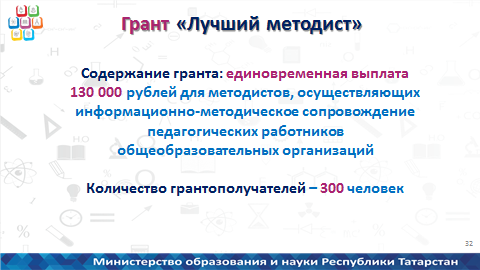 Грант «Лучший методист»
Содержание гранта: единовременная выплата
130 000 рублей для методистов, осуществляющих
информационно-методическое сопровождение
педагогических работников
общеобразовательных организаций
Количество грантополучателей – 300 человек
32
Министерство образования и науки Республики Татарстан